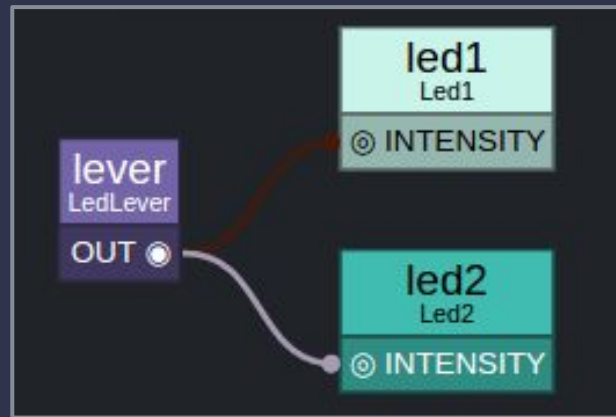 led1
Led1
◎ INTENSITY
lever
LedLever
OUT ◉
led2
Led2
◎ INTENSITY